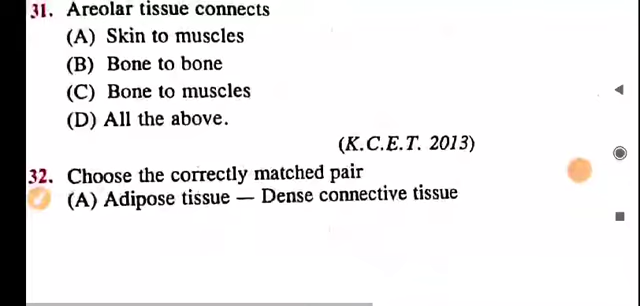 31. Areolar tissue connects
(A) Skin to muscles
(B) Bone to bone
(C) Bone to muscles
(D) All the above.
(K.C.E.T. 2013)
32. Choose the correctly matched pair
(A) Adipose tissue — Dense connective tissue